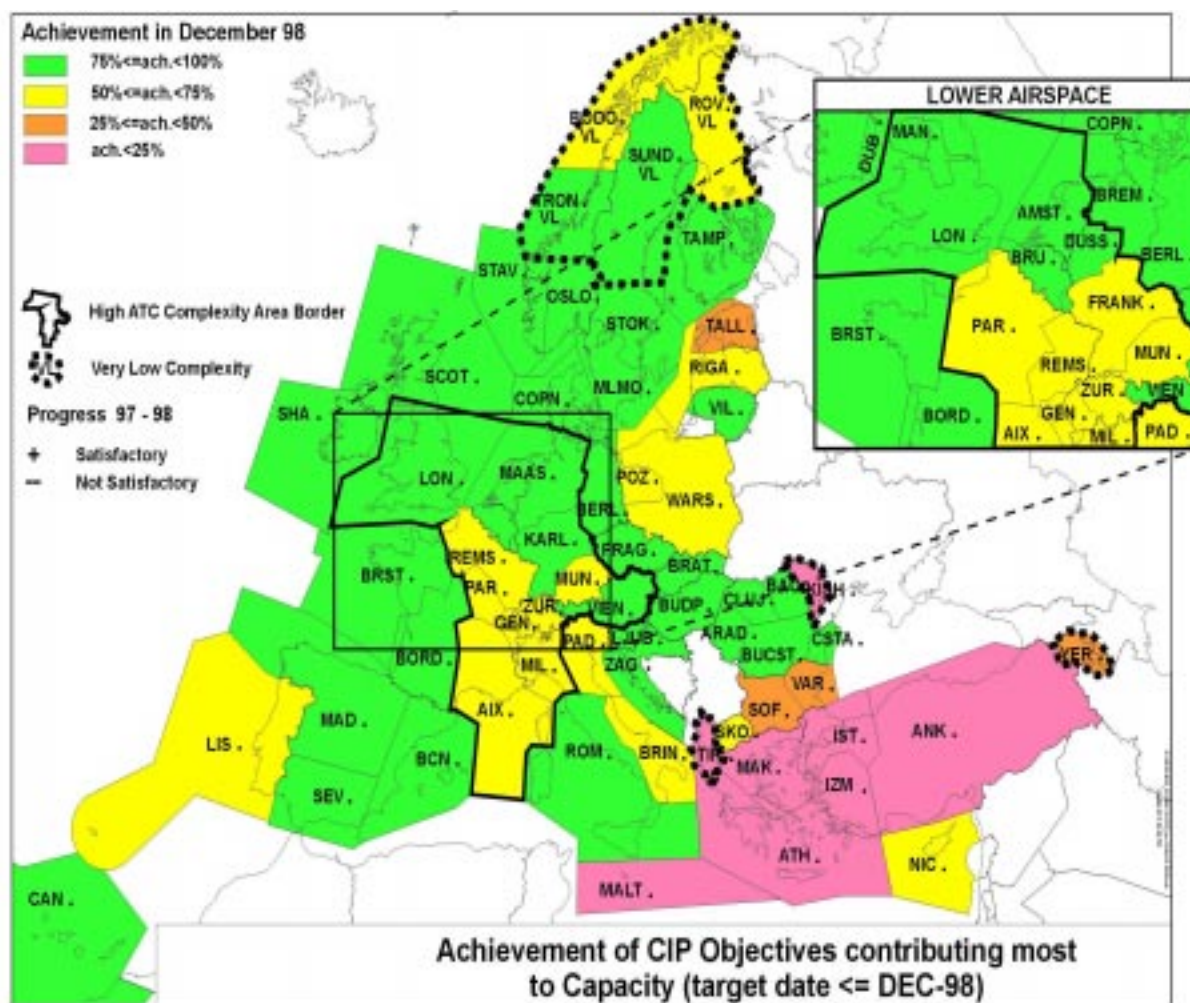 Achievement in December 98
75%<=ach.<100%
50%<=ach.<75%
25%<=ach.<50%
ach.<25%
High ATC Complexity Area Border
VL
Very Low Complexity
Progress 97 - 98
+ Satisfactory
- Not Satisfactory
LOWER AIRSPACE
DUB
MAN.
COPN.
BREM.
AMST.
LON.
DUSS.
BRU.
BERL.
FRANK.
BRST.
PAR.
REMS.
MUN.
ZUR.
VIEN
BORD.
GEN.
AIX.
MIL.
PAD.
BODO.
VL
ROV.
VL
SUND.
VL
TRON.
VL
TAMP.
STAV.
OSLO.
STOK.
TALL.
RIGA.
SCOT.
MLMO.
COPN.
VIL.
SHA.
LON.
MAAS.
POZ.
WARS.
BERL.
KARL.
PRAG.
REMS.
BRAT.
BRST.
PAR.
MUN.
ZUR.
VIEN.
BUDP.
CLUJ.
KISH.
GEN.
PAD.
LJUB.
ARAD.
CSTA.
BORD.
MIL.
ZAG.
BUCST.
YER.
MAD.
AIX.
VAR.
SOF.
LIS.
ROM.
BRIN.
SKO.
IST.
ANK.
BCN.
MAK.
SEV.
IZM.
ATH.
NIC.
MALT.
CAN.
Achievement of CIP Objectives contributing most
to Capacity (target date <= DEC-98)